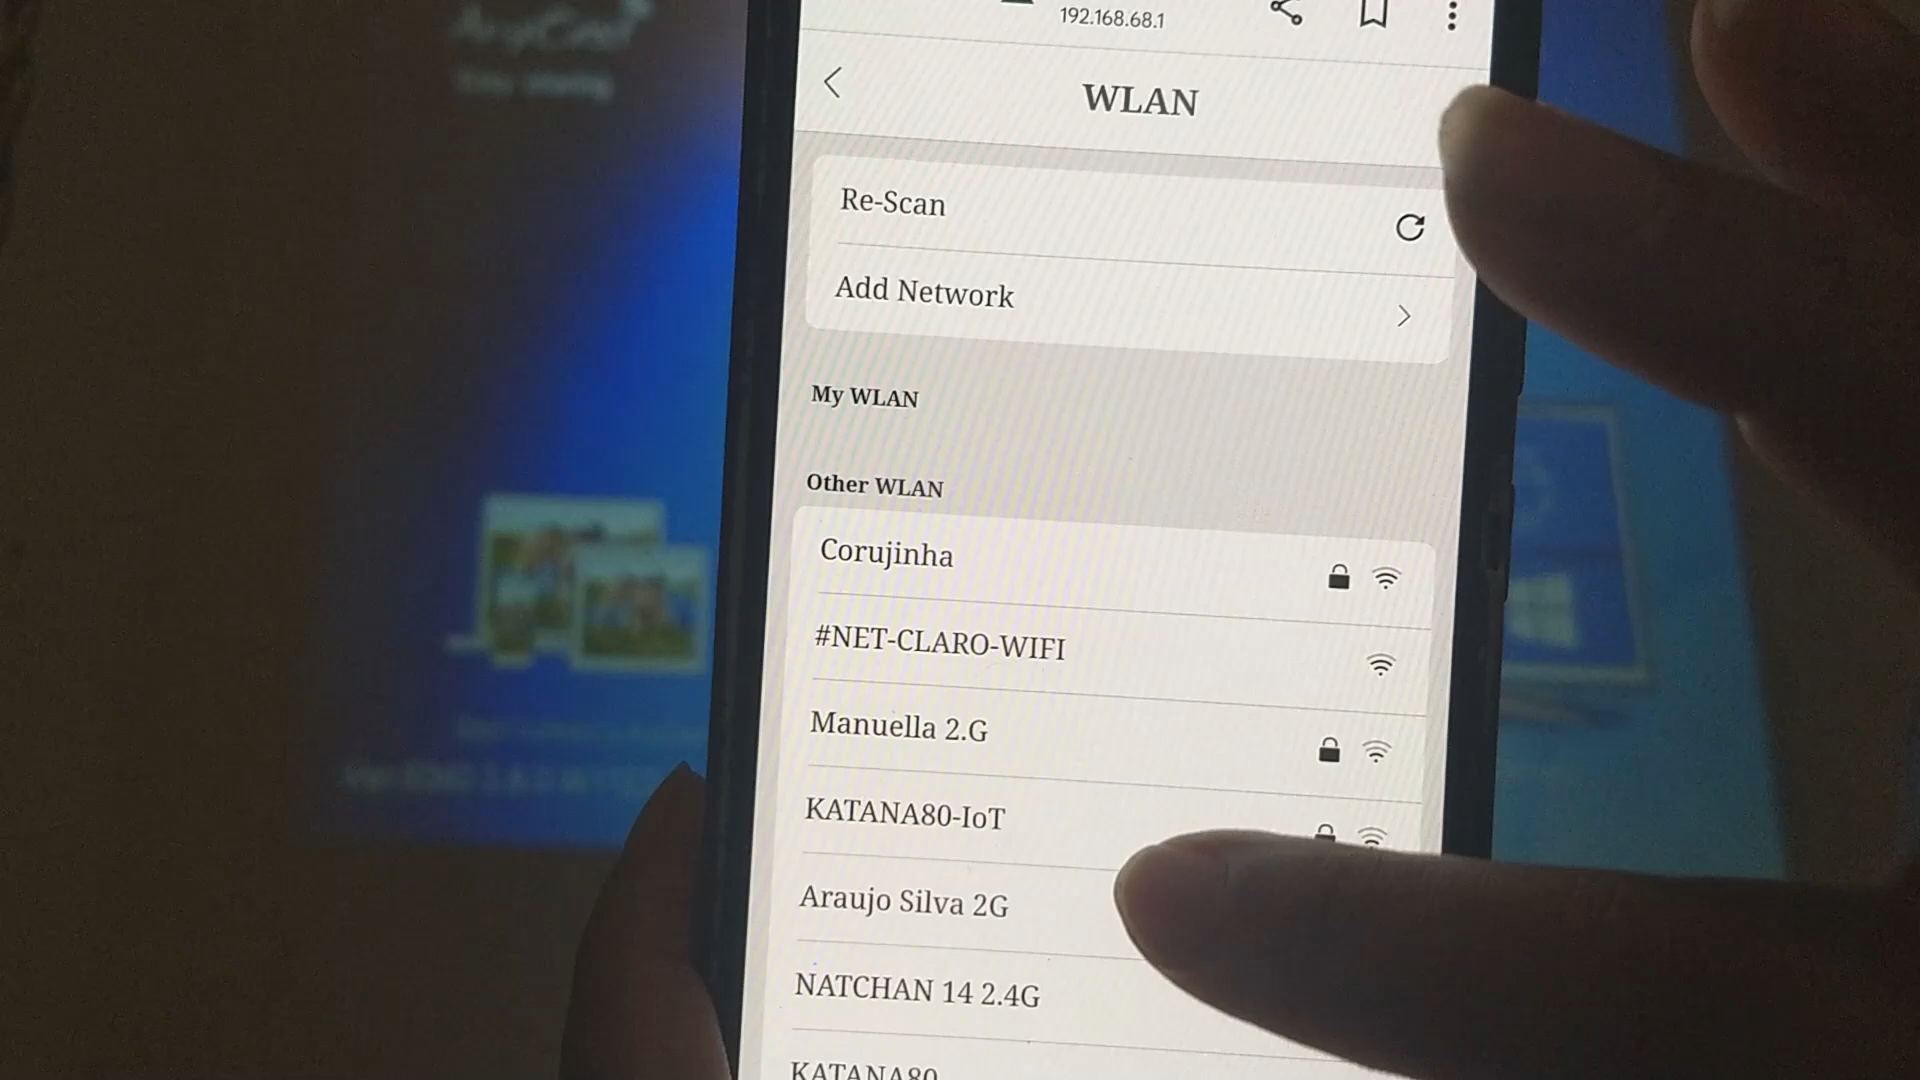 AnyCast
192.168.68.1
WLAN
Re-Scan
Add Network
My WLAN
Other WLAN
Corujinha
#NET-CLARO-WIFI
Manuella 2.G
KATANA80-IoT
Araujo Silva 2G
NATCHAN 14 2.4G
KATANA80